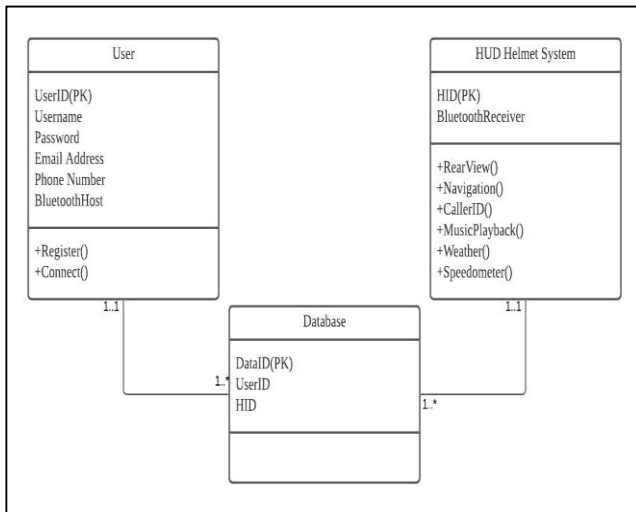 User
UserID(PK)
Username
Password
Email Address
Phone Number
BluetoothHost
+Register()
+Connect()
1..1
HUD Helmet System
HID(PK)
BluetoothReceiver
+RearView()
+Navigation()
+CallerID()
+MusicPlayback()
+Weather()
+Speedometer()
1..1
Database
DataID(PK)
UserID
HID
1..*
1..*